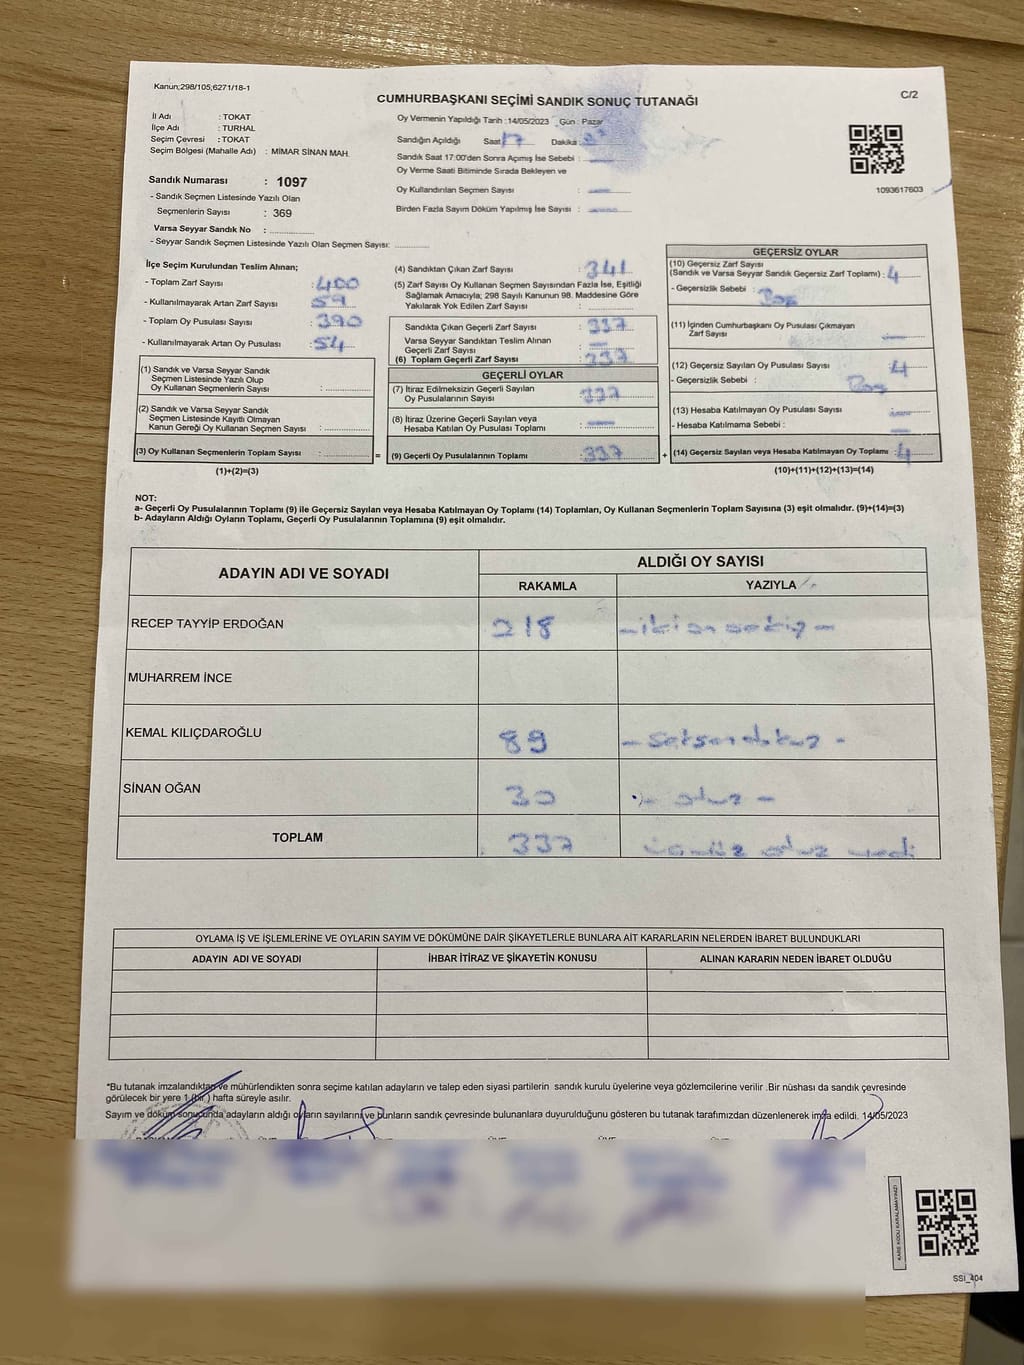 Kanun;298/105;6271/18-1
CUMHURBAŞKANI SEÇİMİ SANDIK SONUÇ TUTANAĞI
C/2
İl Adı : TOKAT
İlçe Adı : TURHAL
Seçim Çevresi : TOKAT
Seçim Bölgesi (Mahalle Adı) : MİMAR SİNAN MAH.
Sandık Numarası : 1097
- Sandık Seçmen Listesinde Yazılı Olan
Seçmenlerin Sayısı : 369
Varsa Seyyar Sandık No :
- Seyyar Sandık Seçmen Listesinde Yazılı Olan Seçmen Sayısı:
Oy Vermenin Yapıldığı Tarih :14/05/2023 Gün : Pazar
Sandığın Açıldığı Saat 17 Dakika
Sandık Saat 17:00'den Sonra Açımış İse Sebebi :
Oy Verme Saati Bitiminde Sırada Bekleyen ve
Oy Kullandırılan Seçmen Sayısı :
Birden Fazla Sayım Döküm Yapılmış İse Sayısı :
1093617603
İlçe Seçim Kurulundan Teslim Alınan;
- Toplam Zarf Sayısı : 400
- Kullanılmayarak Artan Zarf Sayısı : 59
- Toplam Oy Pusulası Sayısı : 390
- Kullanılmayarak Artan Oy Pusulası : 54
(1) Sandık ve Varsa Seyyar Sandık
Seçmen Listesinde Yazılı Olup
Oy Kullanan Seçmenlerin Sayısı :
(2) Sandık ve Varsa Seyyar Sandık
Seçmen Listesinde Kayıtlı Olmayan
Kanun Gereği Oy Kullanan Seçmen Sayısı :
(3) Oy Kullanan Seçmenlerin Toplam Sayısı :
(1)+(2)=(3)
=
(4) Sandıktan Çıkan Zarf Sayısı : 341
(5) Zarf Sayısı Oy Kullanan Seçmen Sayısından Fazla İse, Eşitliği
Sağlamak Amacıyla; 298 Sayılı Kanunun 98. Maddesine Göre
Yakılarak Yok Edilen Zarf Sayısı :
Sandıkta Çıkan Geçerli Zarf Sayısı : 337
Varsa Seyyar Sandıktan Teslim Alınan
Geçerli Zarf Sayısı :
(6) Toplam Geçerli Zarf Sayısı : 337
GEÇERLİ OYLAR
(7) İtiraz Edilmeksizin Geçerli Sayılan
Oy Pusulalarının Sayısı : 337
(8) İtiraz Üzerine Geçerli Sayılan veya
Hesaba Katılan Oy Pusulası Toplamı :
(9) Geçerli Oy Pusulalarının Toplamı : 337
+
GEÇERSİZ OYLAR
(10) Geçersiz Zarf Sayısı
(Sandık ve Varsa Seyyar Sandık Geçersiz Zarf Toplamı) : 4
- Geçersizlik Sebebi : Boş
(11) İçinden Cumhurbaşkanı Oy Pusulası Çıkmayan
Zarf Sayısı :
(12) Geçersiz Sayılan Oy Pusulası Sayısı : 4
- Geçersizlik Sebebi : Boş
(13) Hesaba Katılmayan Oy Pusulası Sayısı :
- Hesaba Katılmama Sebebi :
(14) Geçersiz Sayılan veya Hesaba Katılmayan Oy Toplamı : 4
(10)+(11)+(12)+(13)=(14)
NOT:
a- Geçerli Oy Pusulalarının Toplamı (9) ile Geçersiz Sayılan veya Hesaba Katılmayan Oy Toplamı (14) Toplamları, Oy Kullanan Seçmenlerin Toplam Sayısına (3) eşit olmalıdır. (9)+(14)=(3)
b- Adayların Aldığı Oyların Toplamı, Geçerli Oy Pusulalarının Toplamına (9) eşit olmalıdır.
ADAYIN ADI VE SOYADI
ALDIĞI OY SAYISI
RAKAMLA YAZIYLA
RECEP TAYYİP ERDOĞAN 218 - iki on sekiz -
MUHARREM İNCE
KEMAL KILIÇDAROĞLU 89 - Seksen dokuz -
SİNAN OĞAN 30 - otuz -
TOPLAM 337 üçyüz otuz yedi
OYLAMA İŞ VE İŞLEMLERİNE VE OYLARIN SAYIM VE DÖKÜMÜNE DAİR ŞİKAYETLERLE BUNLARA AİT KARARLARIN NELERDEN İBARET BULUNDUKLARI
ADAYIN ADI VE SOYADI İHBAR İTİRAZ VE ŞİKAYETİN KONUSU ALINAN KARARIN NEDEN İBARET OLDUĞU
*Bu tutanak imzalandıktan ve mühürlendikten sonra seçime katılan adayların ve talep eden siyasi partilerin sandık kurulu üyelerine veya gözlemcilerine verilir .Bir nüshası da sandık çevresinde
görülecek bir yere 1 (bir) hafta süreyle asılır.
Sayım ve döküm sonucunda adayların aldığı oyların sayılarını ve bunların sandık çevresinde bulunanlara duyurulduğunu gösteren bu tutanak tarafımızdan düzenlenerek imza edildi. 14/05/2023
KARE KODU KARALAMAYINIZ!
SSI_404